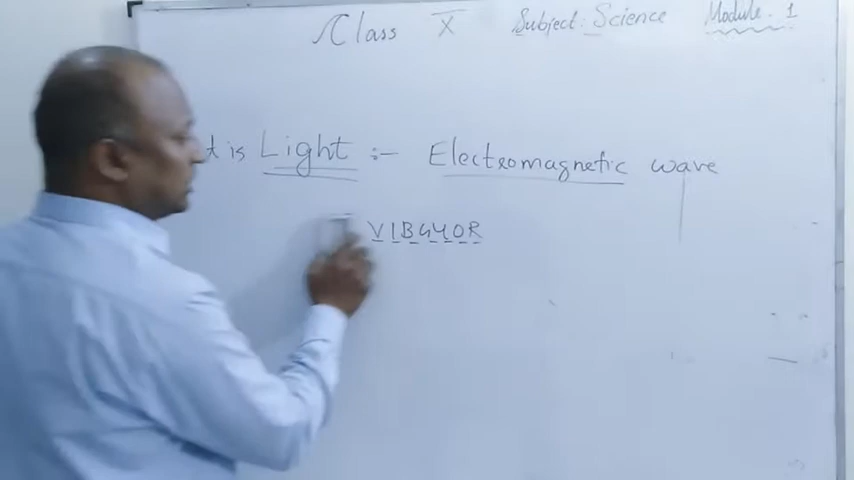 Class X Subject: Science Module. 1
t is Light :- Electromagnetic wave
VIBGYOR